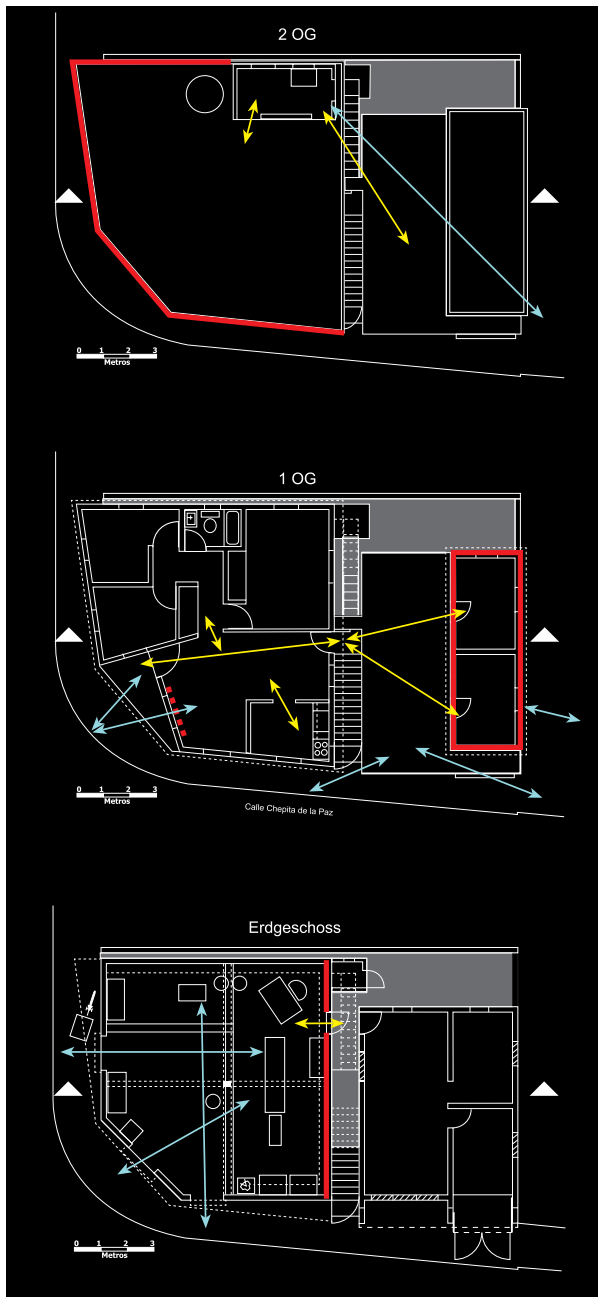 2 OG
0 1 2 3
Metros
1 OG
0 1 2 3
Metros
Calle Chepita de la Paz
Erdgeschoss
0 1 2 3
Metros